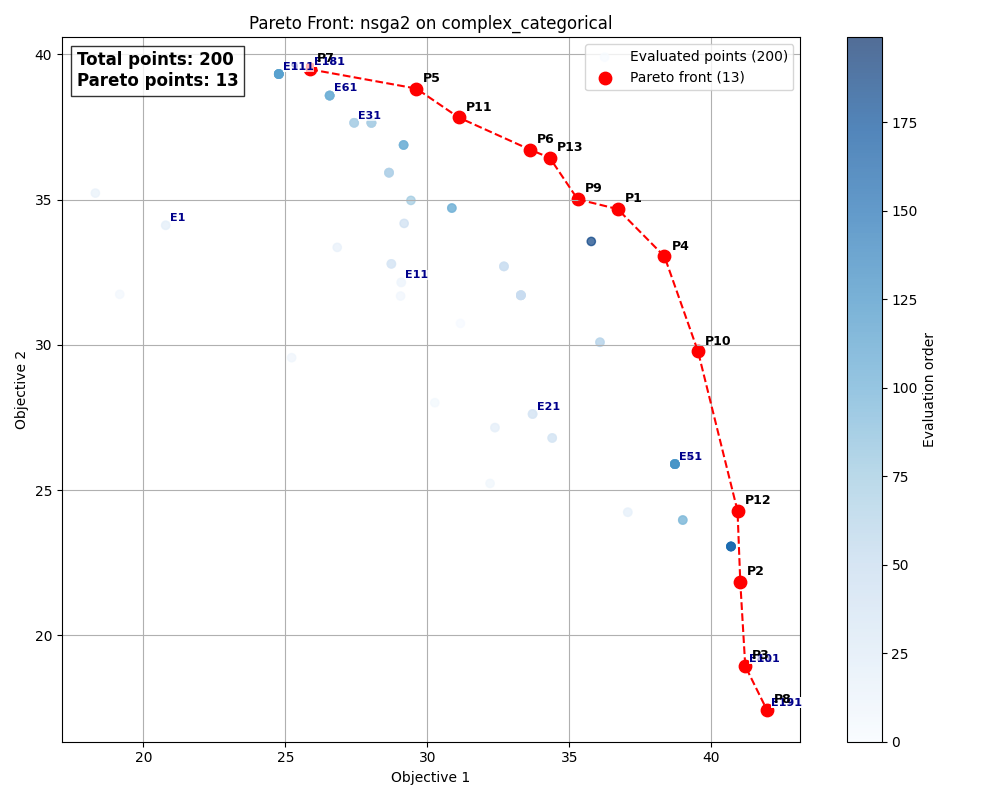 Pareto Front: nsga2 on complex_categorical
Total points: 200
Pareto points: 13
Evaluated points (200)
Pareto front (13)
P7
E111
E181
P5
E61
P11
E31
P6
P13
P9
P1
E1
P4
E11
P10
E21
E51
P12
P2
P3
E101
P8
E191
40
35
30
25
20
Objective 2
20
25
30
35
40
Objective 1
175
150
125
100
75
50
25
0
Evaluation order